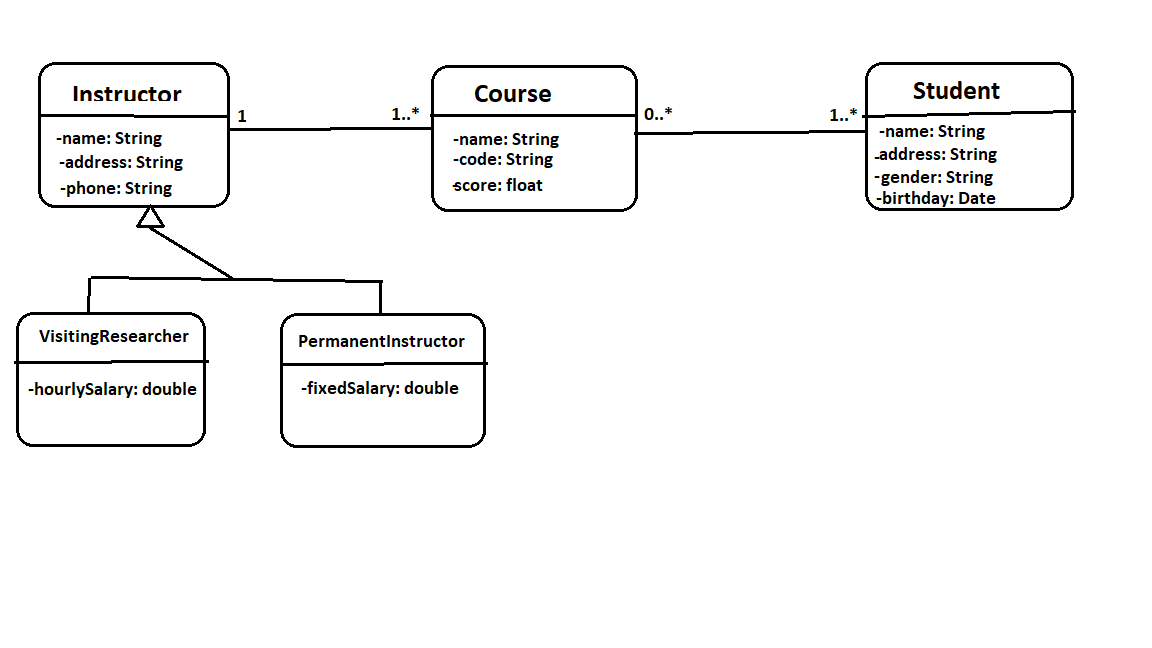 Instructor
-name: String
-address: String
-phone: String
1
1..*
Course
-name: String
-code: String
-score: float
0..*
1..*
Student
-name: String
-address: String
-gender: String
-birthday: Date
VisitingResearcher
-hourlySalary: double
PermanentInstructor
-fixedSalary: double